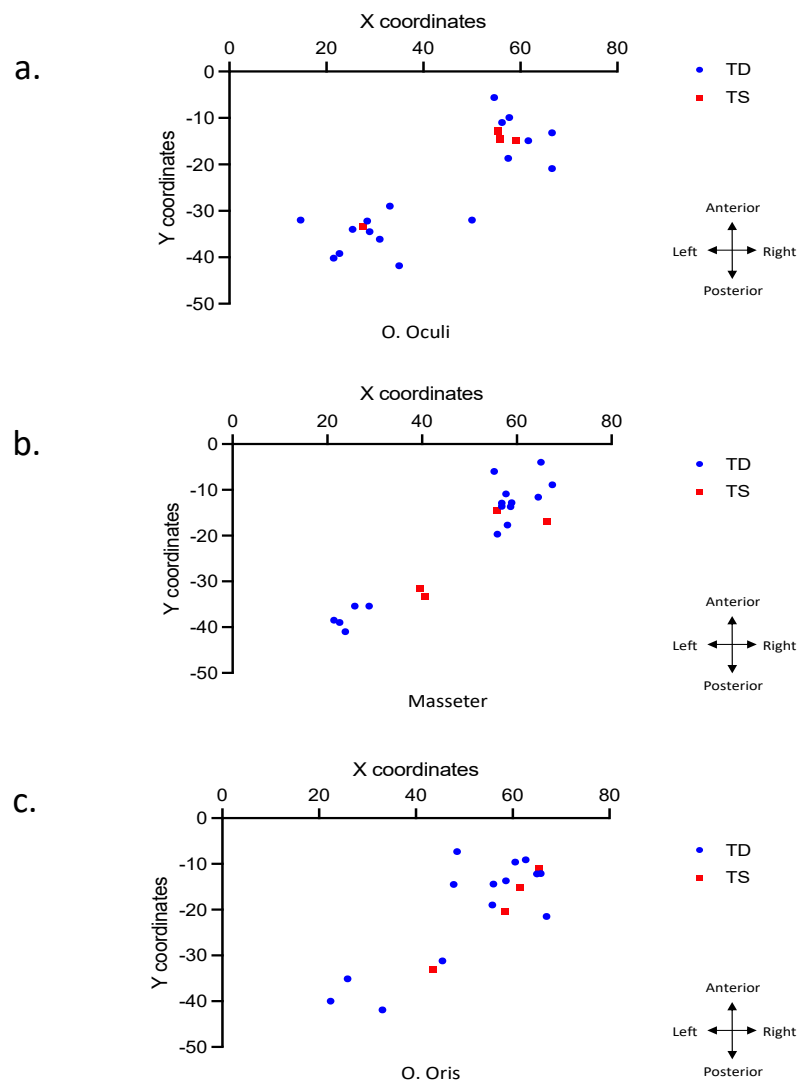 X coordinates
0 20 40 60 80
a.
0
-10
-20
-30
-40
-50
Y coordinates
TD
TS
Anterior
Left Right
Posterior
O. Oculi
X coordinates
0 20 40 60 80
b.
0
-10
-20
-30
-40
-50
Y coordinates
TD
TS
Anterior
Left Right
Posterior
Masseter
X coordinates
0 20 40 60 80
c.
0
-10
-20
-30
-40
-50
Y coordinates
TD
TS
Anterior
Left Right
Posterior
O. Oris